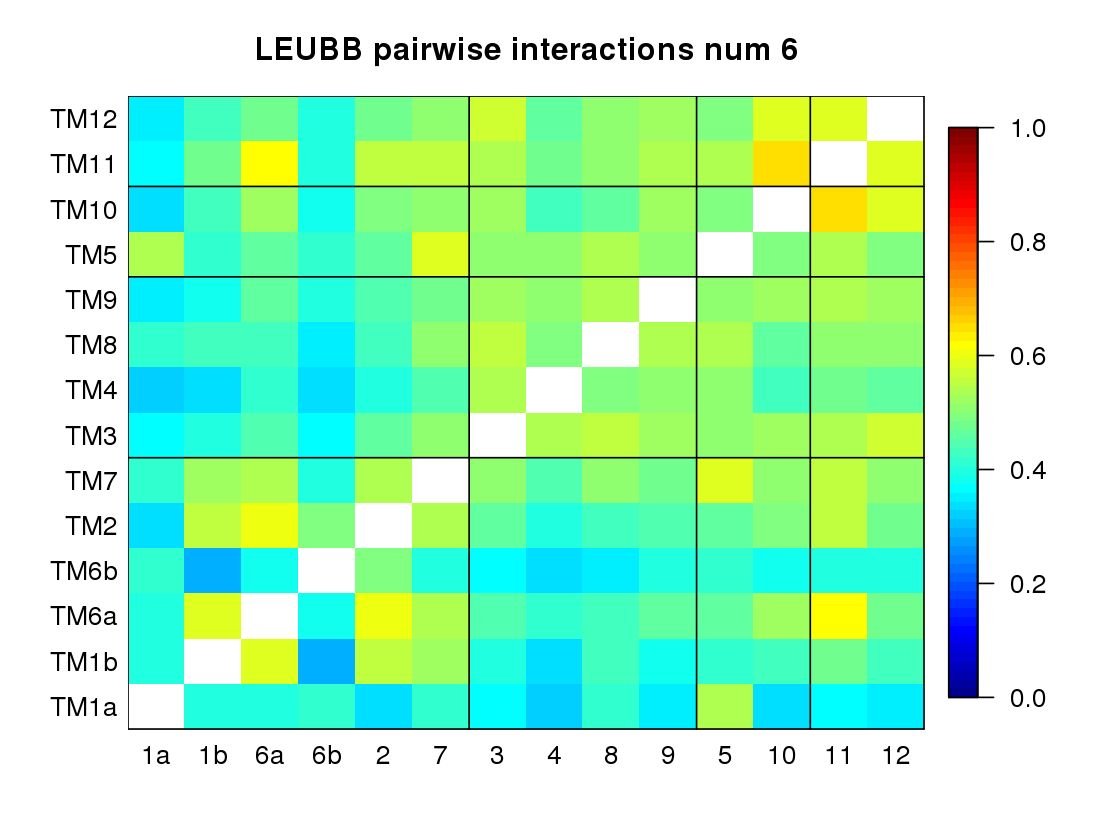 LEUBB pairwise interactions num 6
TM12
TM11
TM10
TM5
TM9
TM8
TM4
TM3
TM7
TM2
TM6b
TM6a
TM1b
TM1a
1a 1b 6a 6b 2 7 3 4 8 9 5 10 11 12
1.0
0.8
0.6
0.4
0.2
0.0